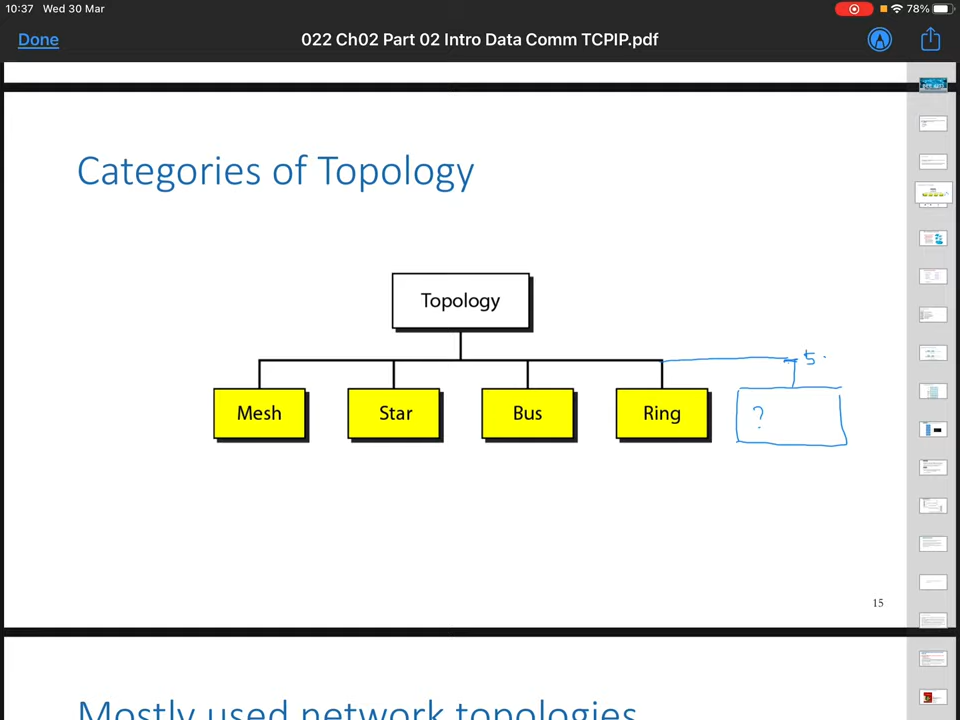 10:37 Wed 30 Mar
78%
Done
022 Ch02 Part 02 Intro Data Comm TCPIP.pdf
Categories of Topology
Topology
5.
Mesh
Star
Bus
Ring
?
15
Mostly used network topologies